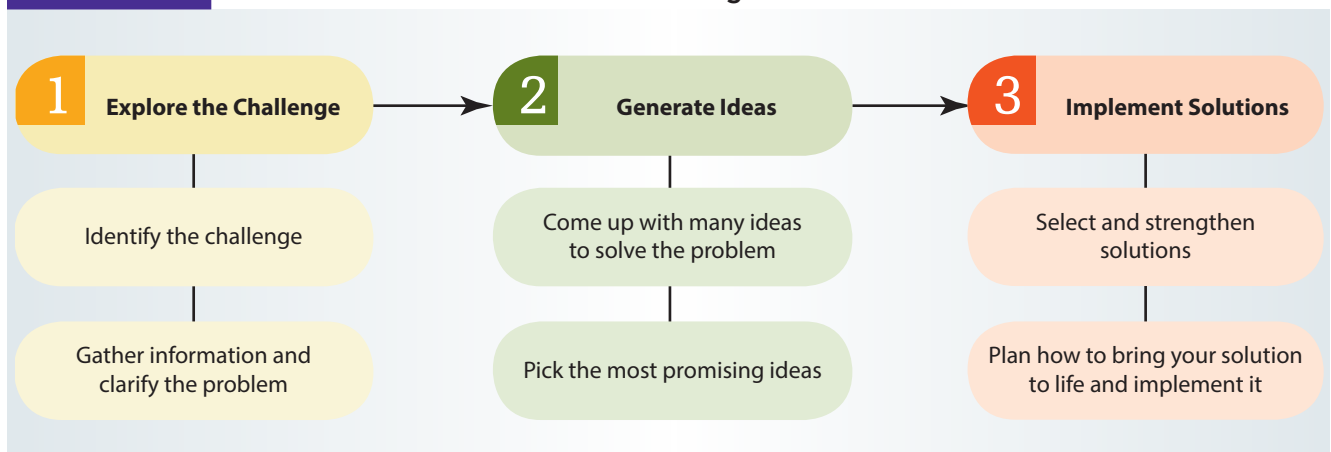 1
Explore the Challenge
Identify the challenge
Gather information and
clarify the problem
2
Generate Ideas
Come up with many ideas
to solve the problem
Pick the most promising ideas
3
Implement Solutions
Select and strengthen
solutions
Plan how to bring your solution
to life and implement it